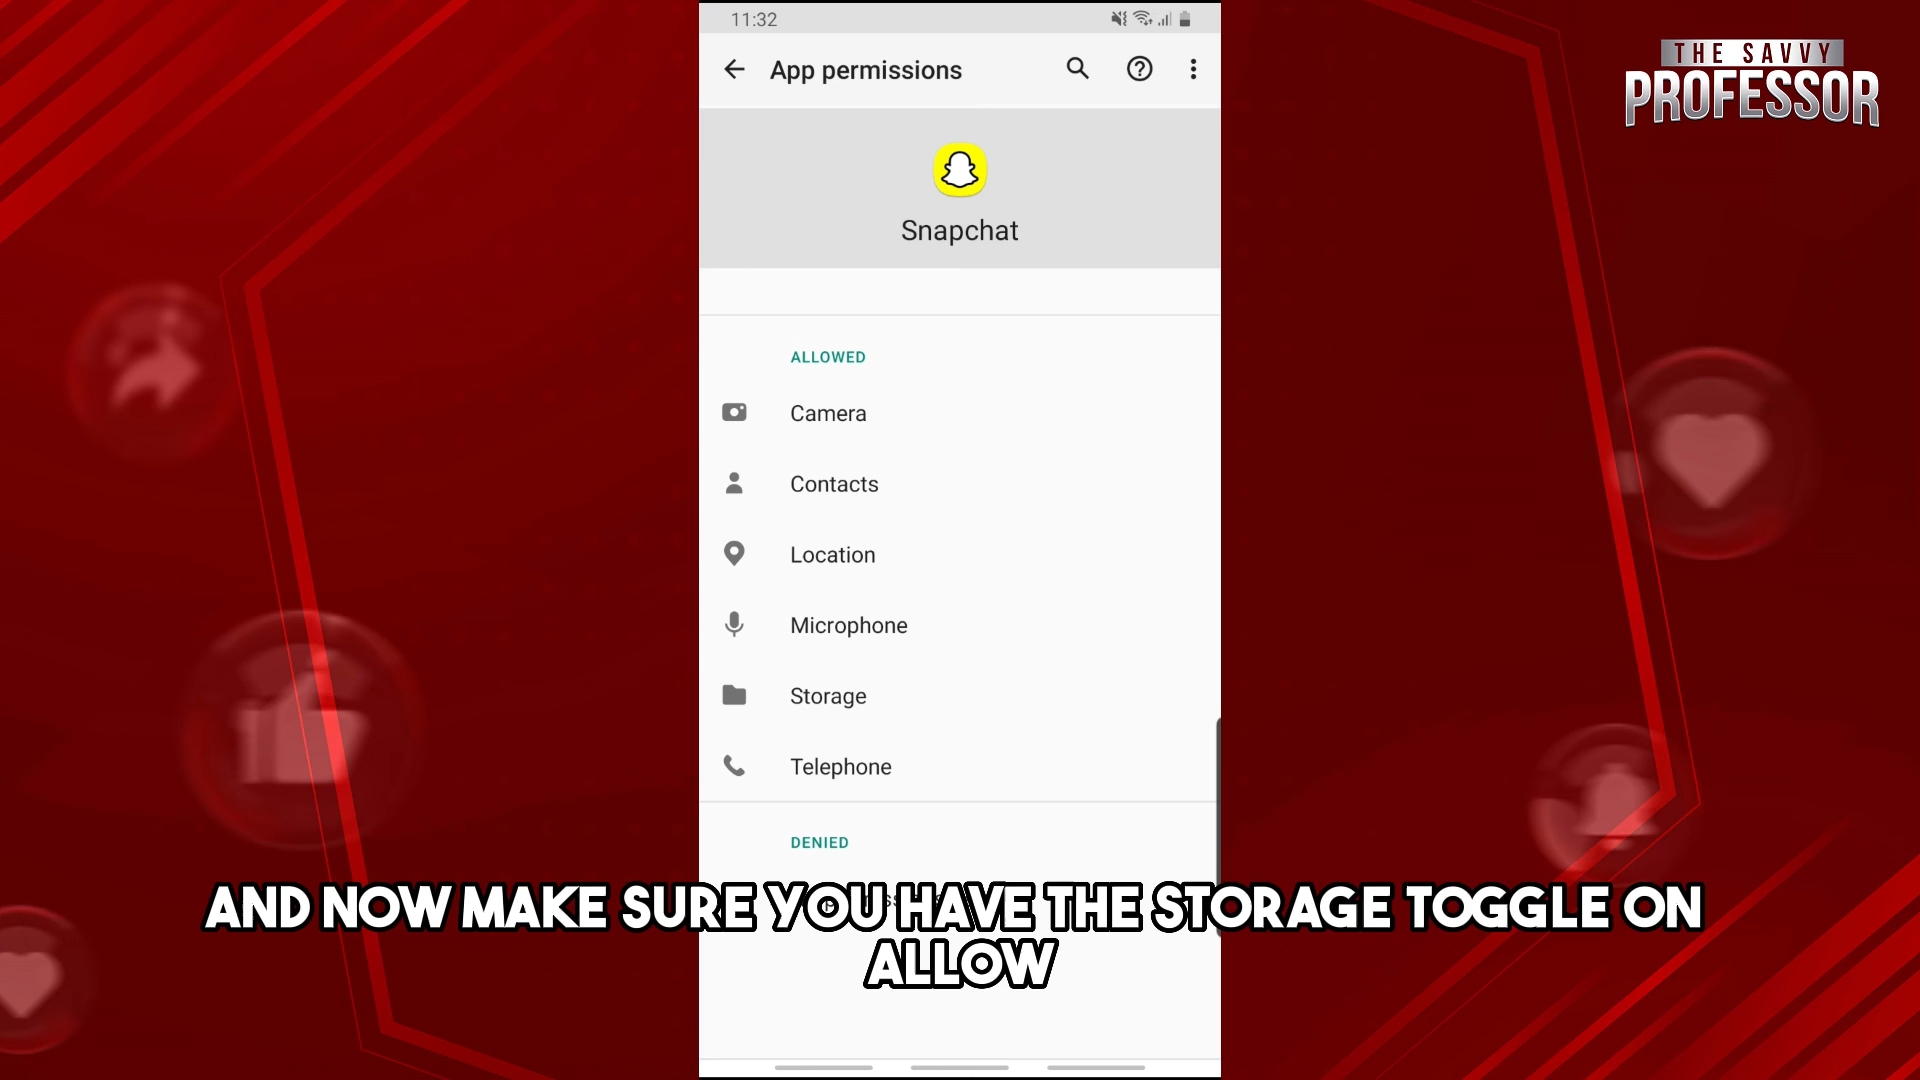 11:32
App permissions
THE SAVVY
PROFESSOR
Snapchat
ALLOWED
Camera
Contacts
Location
Microphone
Storage
Telephone
DENIED
AND NOW MAKE SURE YOU HAVE THE STORAGE TOGGLE ON
ALLOW